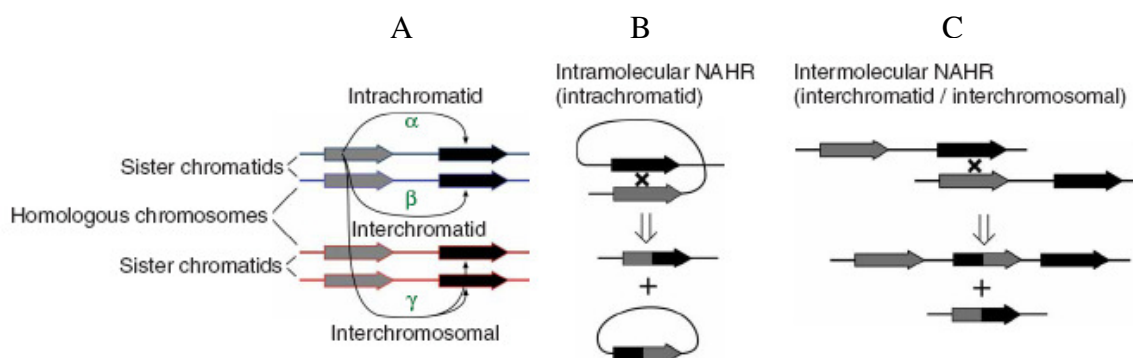 A
B
C
Intrachromatid
α
Sister chromatids
β
Homologous chromosomes
Interchromatid
Sister chromatids
γ
Interchromosomal
Intramolecular NAHR
(intrachromatid)
×
+
Intermolecular NAHR
(interchromatid / interchromosomal)
×
+